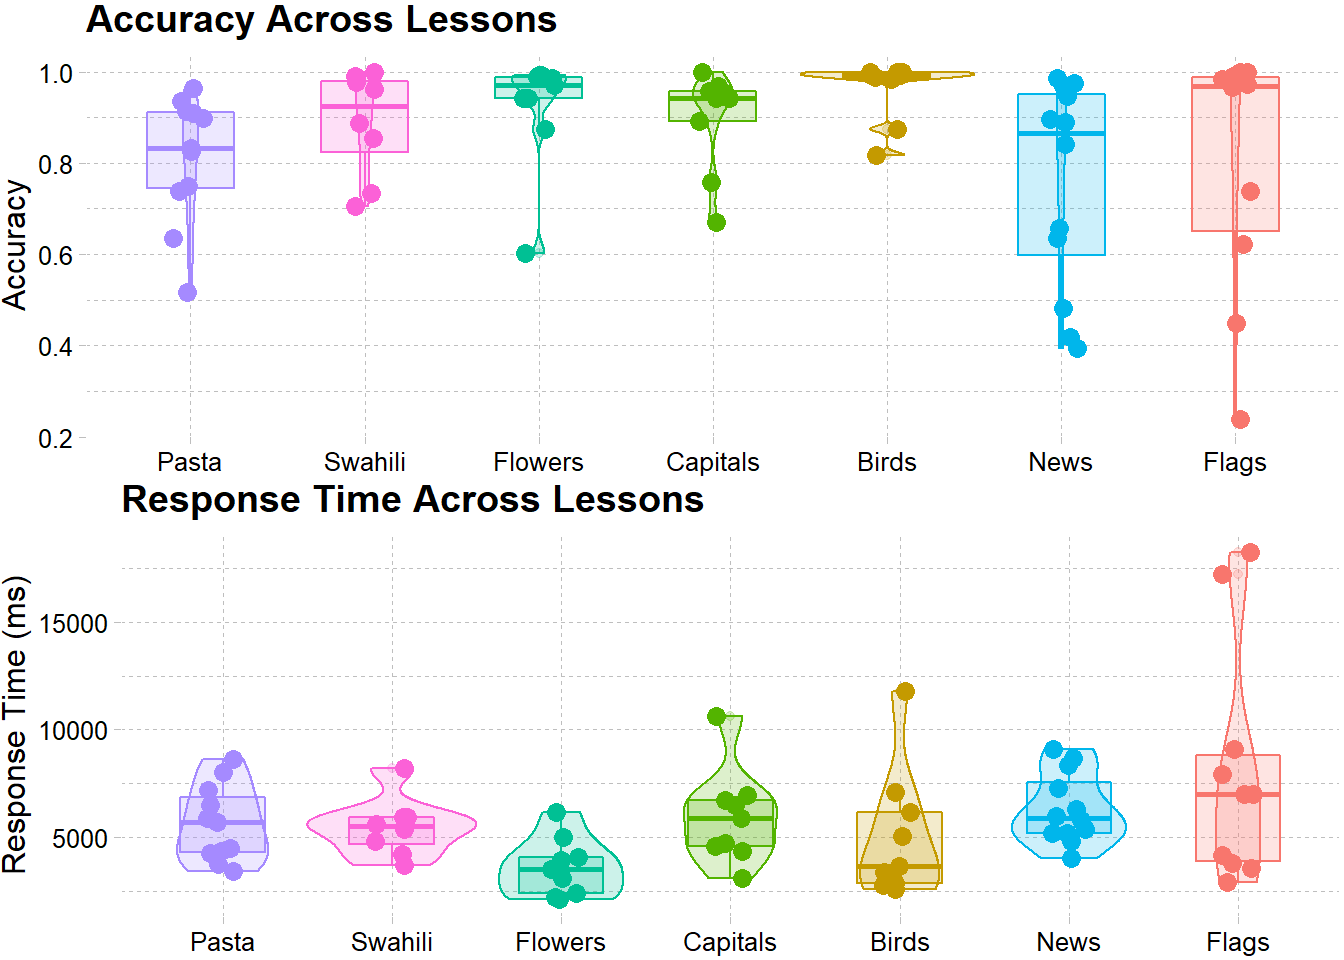 Accuracy Across Lessons
Accuracy
1.0
0.8
0.6
0.4
0.2
Pasta Swahili Flowers Capitals Birds News Flags
Response Time Across Lessons
Response Time (ms)
15000
10000
5000
Pasta Swahili Flowers Capitals Birds News Flags